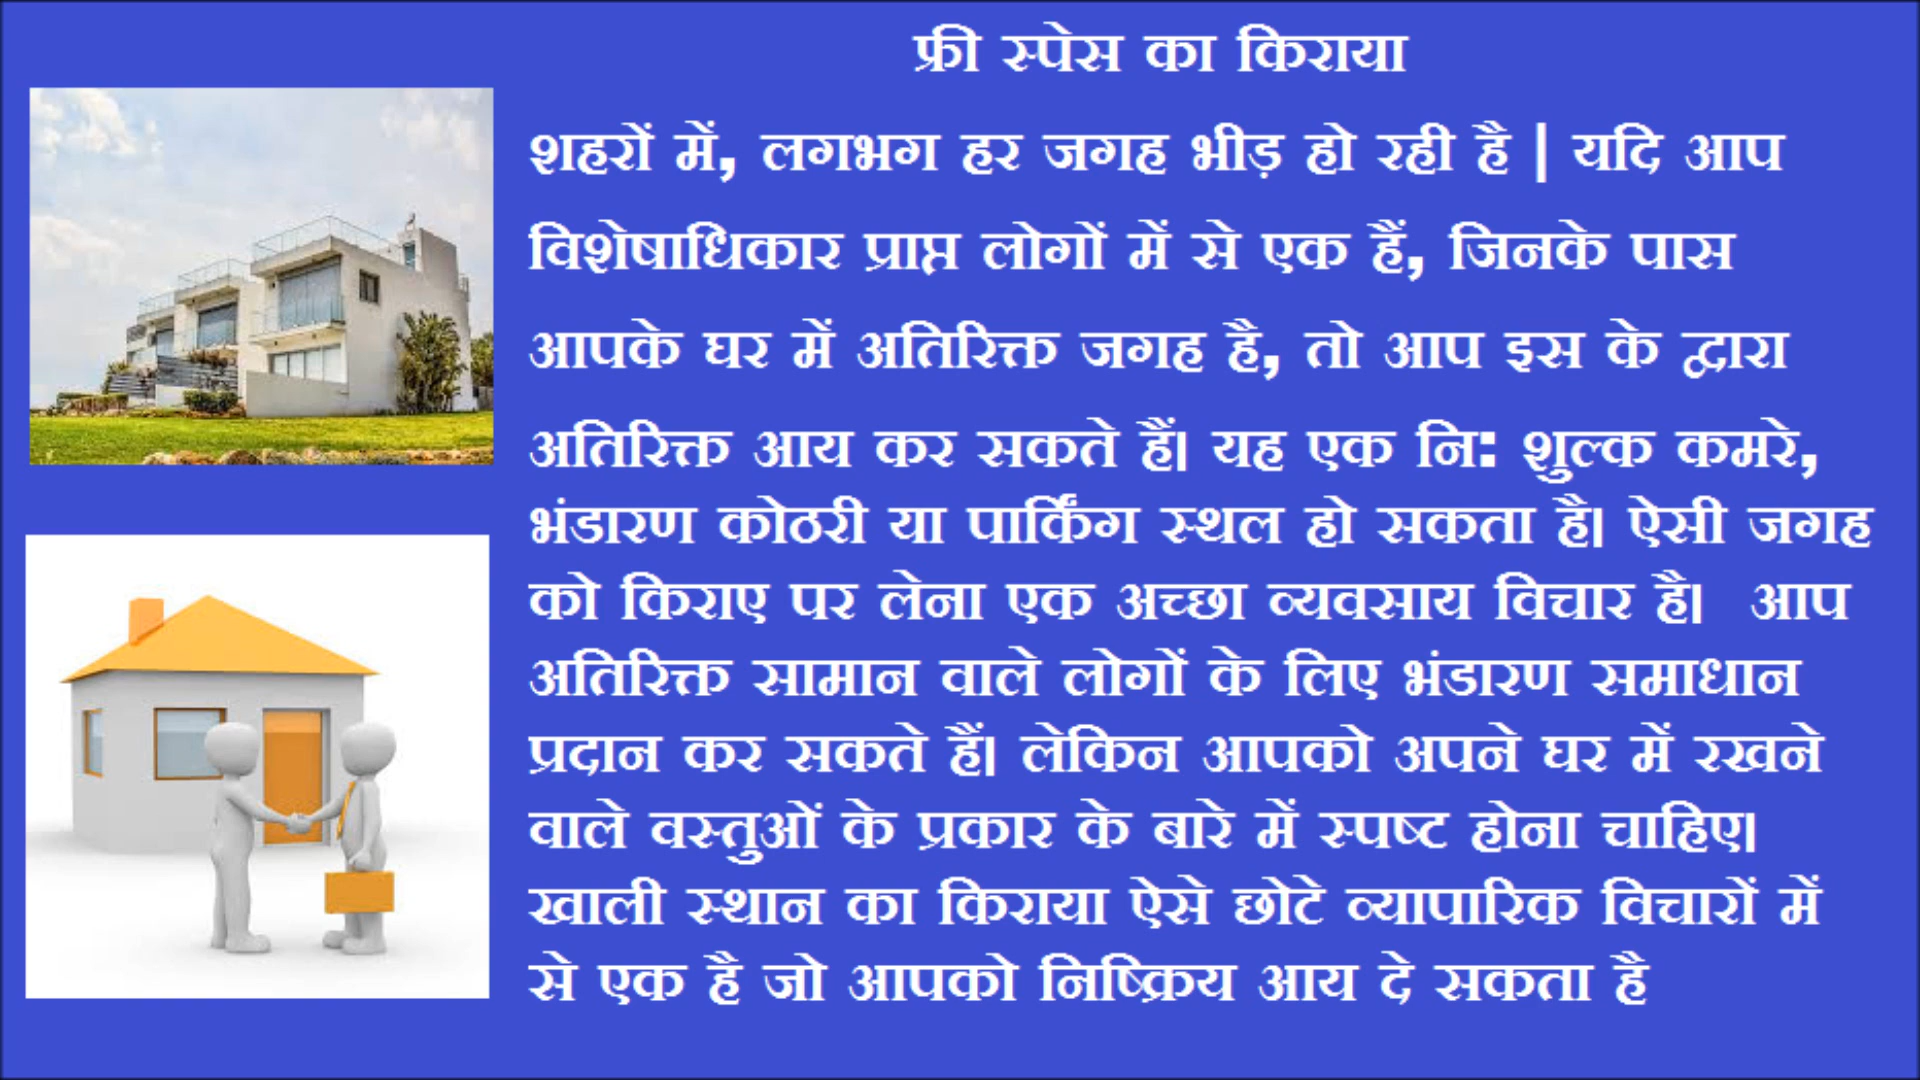 फ्री स्पेस का किराया
शहरों में, लगभग हर जगह भीड़ हो रही है | यदि आप
विशेषाधिकार प्राप्त लोगों में से एक हैं, जिनके पास
आपके घर में अतिरिक्त जगह है, तो आप इस के द्वारा
अतिरिक्त आय कर सकते हैं। यह एक नि: शुल्क कमरे,
भंडारण कोठरी या पार्किंग स्थल हो सकता है। ऐसी जगह
को किराए पर लेना एक अच्छा व्यवसाय विचार है।  आप
अतिरिक्त सामान वाले लोगों के लिए भंडारण समाधान
प्रदान कर सकते हैं। लेकिन आपको अपने घर में रखने
वाले वस्तुओं के प्रकार के बारे में स्पष्ट होना चाहिए।
खाली स्थान का किराया ऐसे छोटे व्यापारिक विचारों में
से एक है जो आपको निष्क्रिय आय दे सकता है